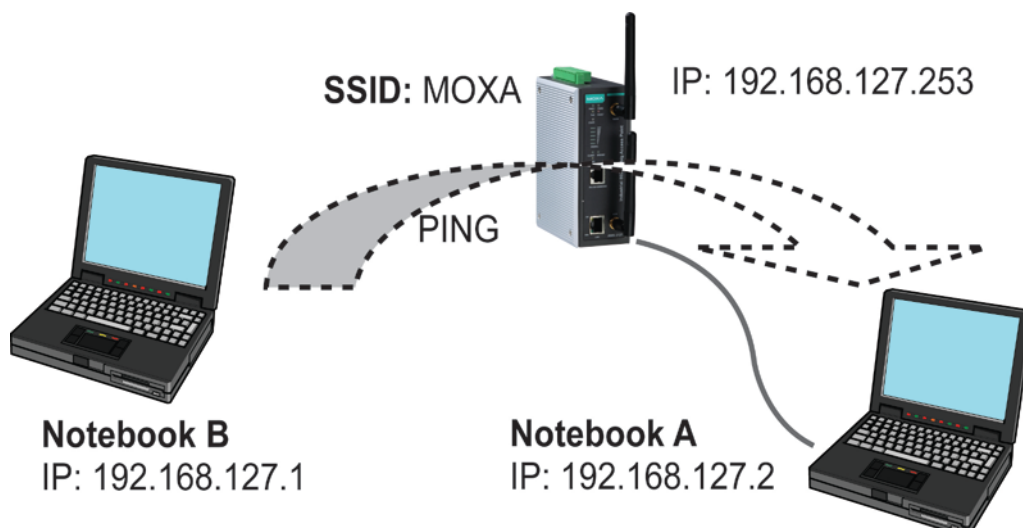 SSID: MOXA
IP: 192.168.127.253
PING
Notebook B
IP: 192.168.127.1
Notebook A
IP: 192.168.127.2